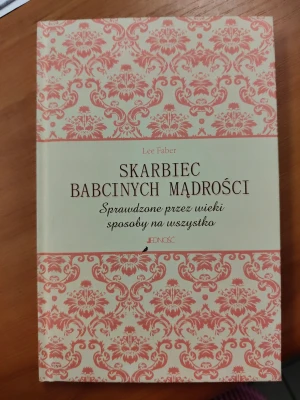 Lee Faber
SKARBIEC
BABCINYCH MĄDROŚCI
Sprawdzone przez wieki
sposoby na wszystko
JEDNOŚĆ